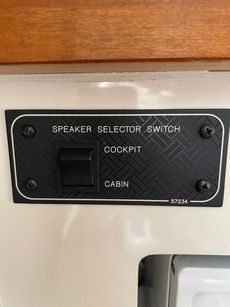 SPEAKER SELECTOR SWITCH
COCKPIT
CABIN
57234